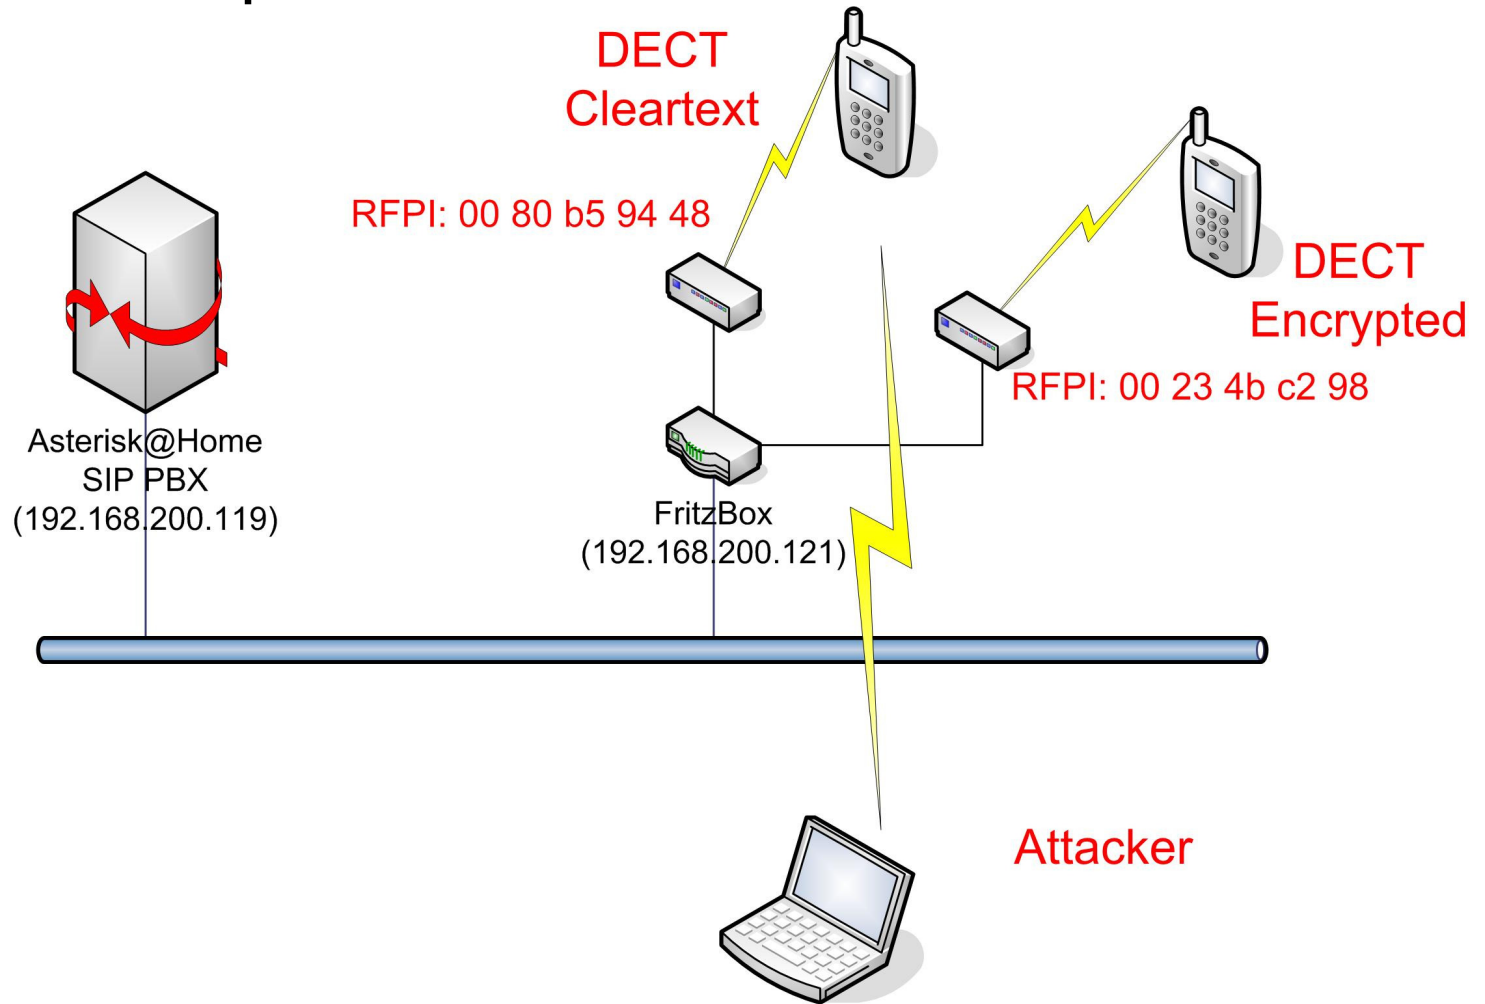 DECT
Cleartext
RFPI: 00 80 b5 94 48
DECT
Encrypted
RFPI: 00 23 4b c2 98
Asterisk@Home
SIP PBX
(192.168.200.119)
FritzBox
(192.168.200.121)
Attacker